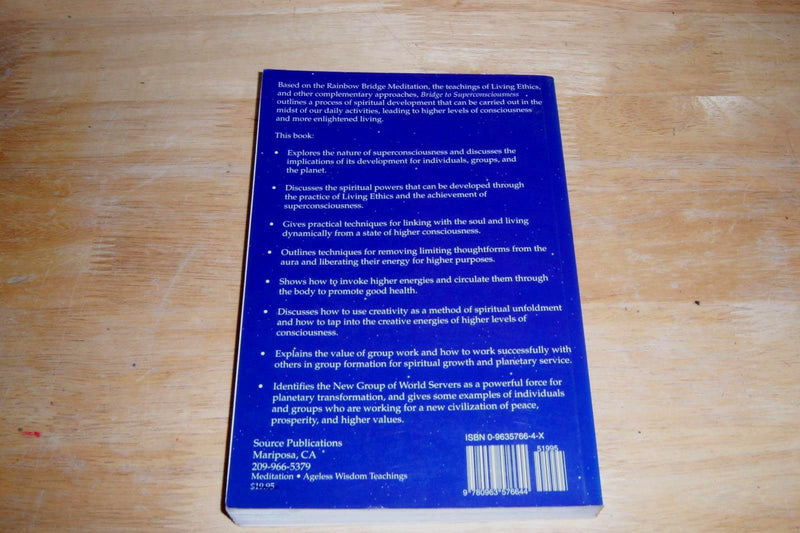 Based on the Rainbow Bridge Meditation, the teachings of Living Ethics,
and other complementary approaches, Bridge to Superconsciousness
outlines a process of spiritual development that can be carried out in the
midst of our daily activities, leading to higher levels of consciousness
and more enlightened living.
This book:
• Explores the nature of superconsciousness and discusses the
implications of its development for individuals, groups, and
the planet.
• Discusses the spiritual powers that can be developed through
the practice of Living Ethics and the achievement of
superconsciousness.
• Gives practical techniques for linking with the soul and living
dynamically from a state of higher consciousness.
• Outlines techniques for removing limiting thoughtforms from the
aura and liberating their energy for higher purposes.
• Shows how to invoke higher energies and circulate them through
the body to promote good health.
• Discusses how to use creativity as a method of spiritual unfoldment
and how to tap into the creative energies of higher levels of
consciousness.
• Explains the value of group work and how to work successfully with
others in group formation for spiritual growth and planetary service.
• Identifies the New Group of World Servers as a powerful force for
planetary transformation, and gives some examples of individuals
and groups who are working for a new civilization of peace,
prosperity, and higher values.
Source Publications
Mariposa, CA
209-966-5379
Meditation • Ageless Wisdom Teachings
$19.95
ISBN 0-9635766-4-X
51995
9 780963 576644